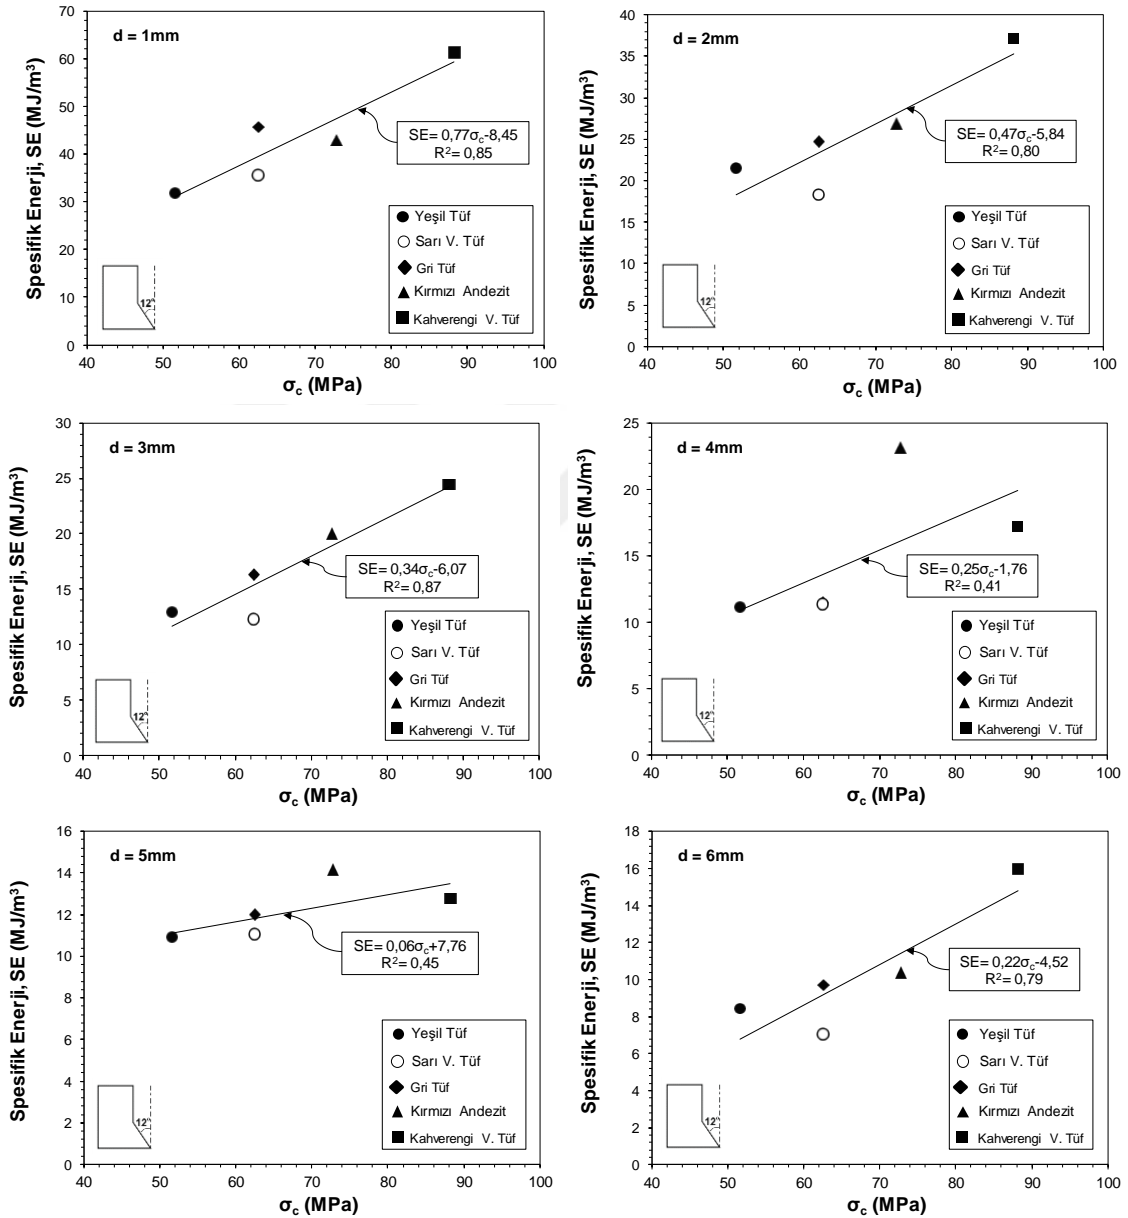 d = 1mm
Spesifik Enerji, SE (MJ/m³)
70
60
50
40
30
20
10
0
SE= 0,77σc-8,45
R²= 0,85
Yeşil Tüf
Sarı V. Tüf
Gri Tüf
Kırmızı Andezit
Kahverengi V. Tüf
12°
40 50 60 70 80 90 100
σc (MPa)
d = 2mm
Spesifik Enerji, SE (MJ/m³)
40
35
30
25
20
15
10
5
0
SE= 0,47σc-5,84
R²= 0,80
Yeşil Tüf
Sarı V. Tüf
Gri Tüf
Kırmızı Andezit
Kahverengi V. Tüf
12°
40 50 60 70 80 90 100
σc (MPa)
d = 3mm
Spesifik Enerji, SE (MJ/m³)
30
25
20
15
10
5
0
SE= 0,34σc-6,07
R²= 0,87
Yeşil Tüf
Sarı V. Tüf
Gri Tüf
Kırmızı Andezit
Kahverengi V. Tüf
12°
40 50 60 70 80 90 100
σc (MPa)
d = 4mm
Spesifik Enerji, SE (MJ/m³)
25
20
15
10
5
0
SE= 0,25σc-1,76
R²= 0,41
Yeşil Tüf
Sarı V. Tüf
Gri Tüf
Kırmızı Andezit
Kahverengi V. Tüf
12°
40 50 60 70 80 90 100
σc (MPa)
d = 5mm
Spesifik Enerji, SE (MJ/m³)
16
14
12
10
8
6
4
2
0
SE= 0,06σc+7,76
R²= 0,45
Yeşil Tüf
Sarı V. Tüf
Gri Tüf
Kırmızı Andezit
Kahverengi V. Tüf
12°
40 50 60 70 80 90 100
σc (MPa)
d = 6mm
Spesifik Enerji, SE (MJ/m³)
18
16
14
12
10
8
6
4
2
0
SE= 0,22σc-4,52
R²= 0,79
Yeşil Tüf
Sarı V. Tüf
Gri Tüf
Kırmızı Andezit
Kahverengi V. Tüf
12°
40 50 60 70 80 90 100
σc (MPa)